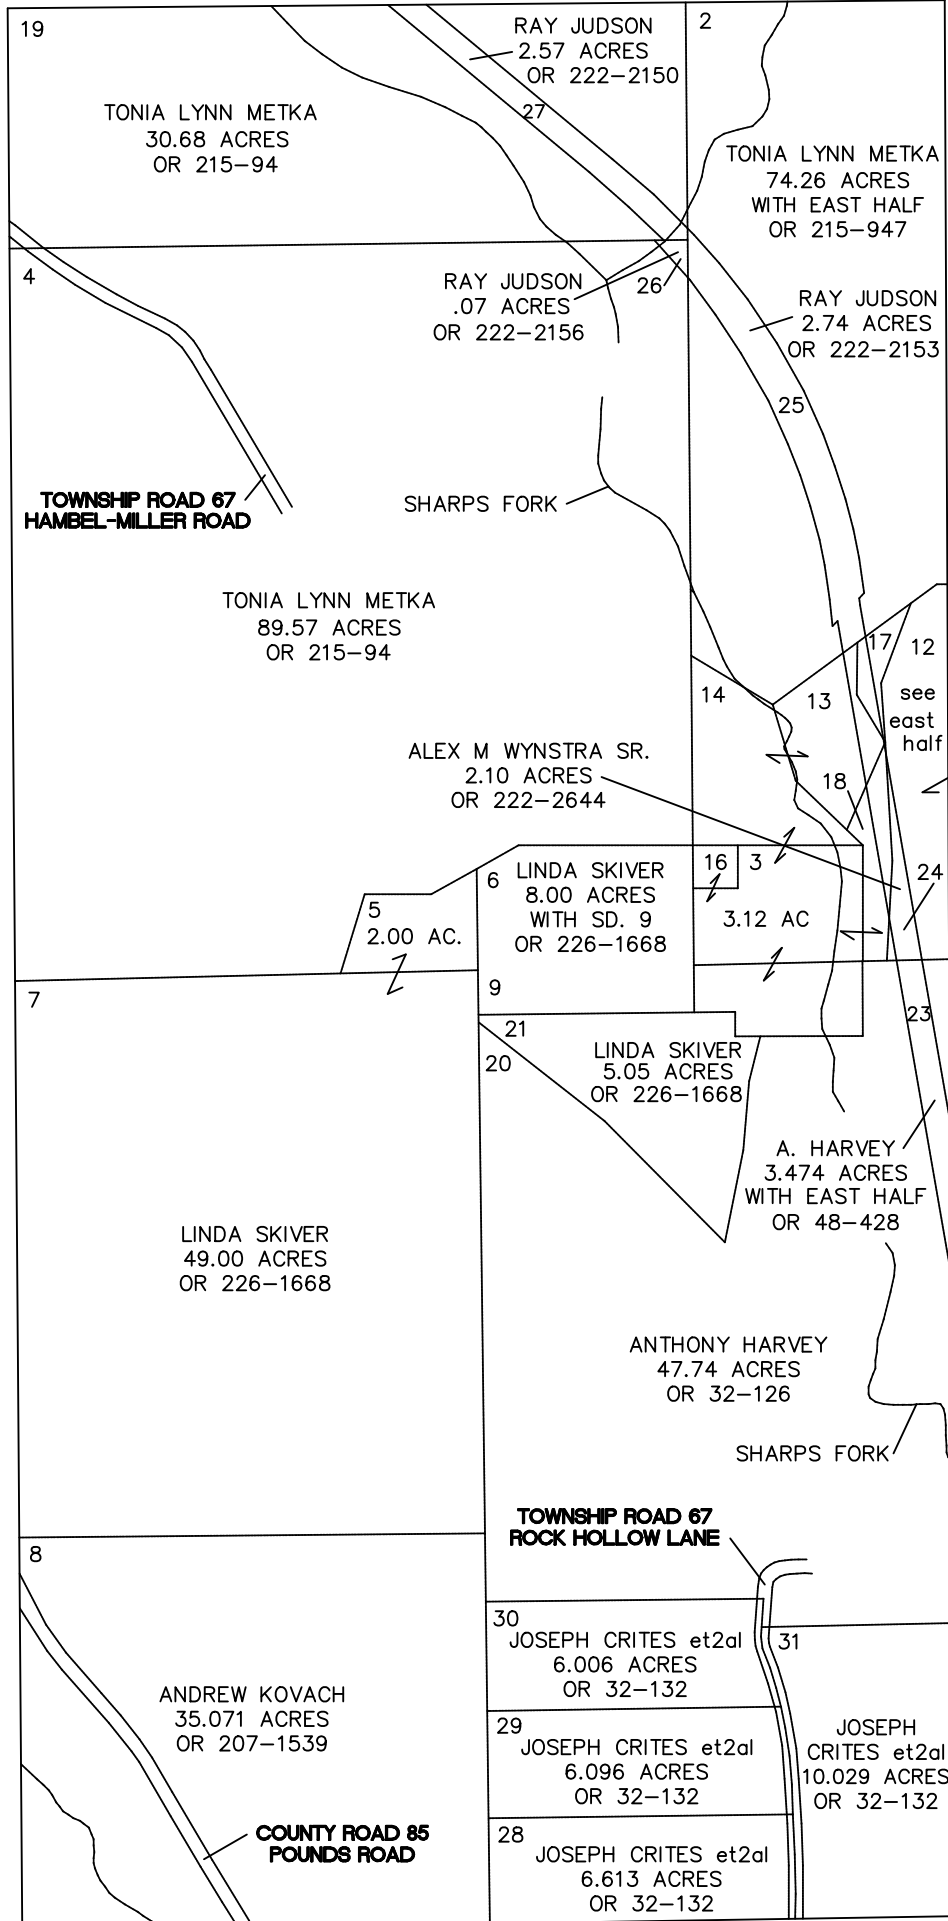 19
RAY JUDSON
2.57 ACRES
OR 222-2150
2
27
TONIA LYNN METKA
30.68 ACRES
OR 215-94
TONIA LYNN METKA
74.26 ACRES
WITH EAST HALF
OR 215-947
4
RAY JUDSON
.07 ACRES
OR 222-2156
26
RAY JUDSON
2.74 ACRES
OR 222-2153
25
TOWNSHIP ROAD 67
HAMBEL-MILLER ROAD
SHARPS FORK
TONIA LYNN METKA
89.57 ACRES
OR 215-94
17
12
14
13
see
east
half
ALEX M WYNSTRA SR.
2.10 ACRES
OR 222-2644
18
16
3
24
6
LINDA SKIVER
8.00 ACRES
WITH SD. 9
OR 226-1668
5
2.00 AC.
3.12 AC
7
9
23
21
20
LINDA SKIVER
5.05 ACRES
OR 226-1668
A. HARVEY
3.474 ACRES
WITH EAST HALF
OR 48-428
LINDA SKIVER
49.00 ACRES
OR 226-1668
ANTHONY HARVEY
47.74 ACRES
OR 32-126
SHARPS FORK
TOWNSHIP ROAD 67
ROCK HOLLOW LANE
8
30
JOSEPH CRITES et2al
6.006 ACRES
OR 32-132
31
ANDREW KOVACH
35.071 ACRES
OR 207-1539
29
JOSEPH CRITES et2al
6.096 ACRES
OR 32-132
JOSEPH
CRITES et2al
10.029 ACRES
OR 32-132
COUNTY ROAD 85
POUNDS ROAD
28
JOSEPH CRITES et2al
6.613 ACRES
OR 32-132